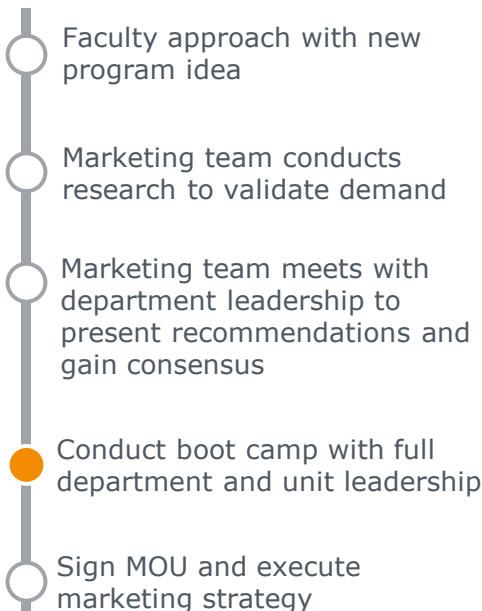 Faculty approach with new
program idea
Marketing team conducts
research to validate demand
Marketing team meets with
department leadership to
present recommendations and
gain consensus
Conduct boot camp with full
department and unit leadership
Sign MOU and execute
marketing strategy